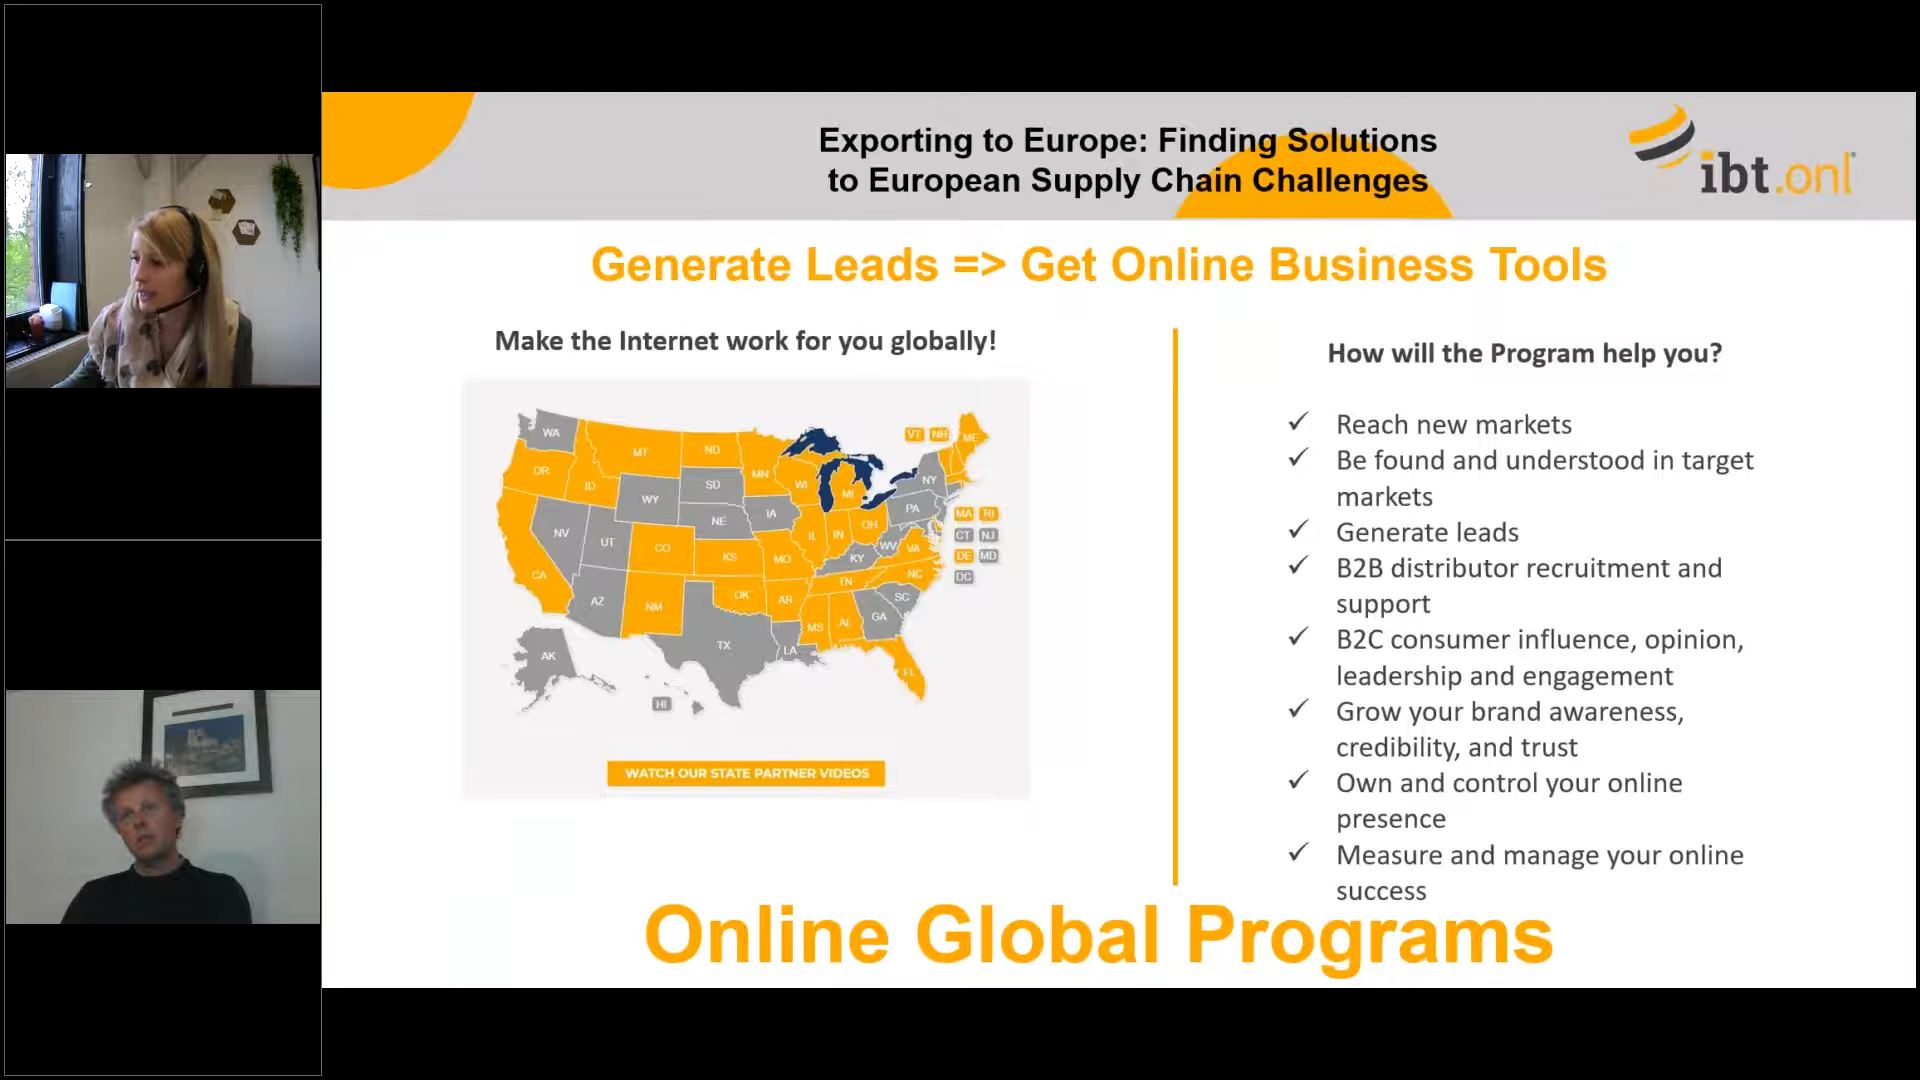 Exporting to Europe: Finding Solutions
to European Supply Chain Challenges
ibt.onl
Generate Leads => Get Online Business Tools
Make the Internet work for you globally!
WA
MT
ND
MN
OR
ID
WY
SD
WI
MI
NY
VT
NH
ME
NV
UT
CO
NE
IA
IL
IN
OH
PA
MA
RI
CT
NJ
DE
MD
DC
CA
AZ
NM
KS
MO
KY
WV
VA
OK
AR
TN
NC
SC
TX
LA
MS
AL
GA
FL
AK
HI
WATCH OUR STATE PARTNER VIDEOS
How will the Program help you?
✓ Reach new markets
✓ Be found and understood in target
markets
✓ Generate leads
✓ B2B distributor recruitment and
support
✓ B2C consumer influence, opinion,
leadership and engagement
✓ Grow your brand awareness,
credibility, and trust
✓ Own and control your online
presence
✓ Measure and manage your online
success
Online Global Programs